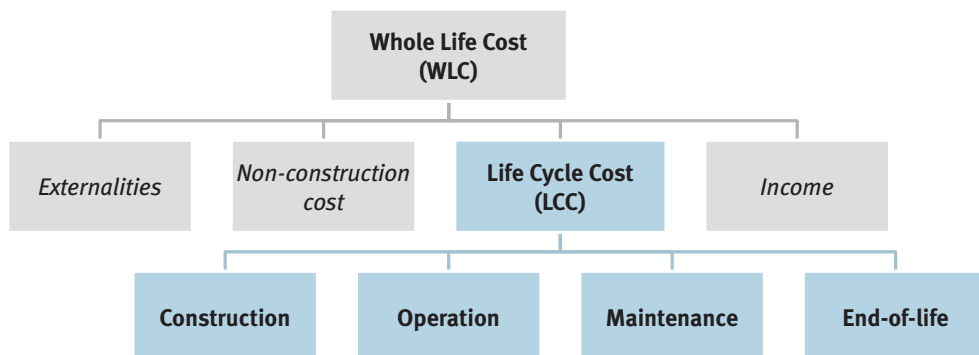 Whole Life Cost
(WLC)
Externalities
Non-construction
cost
Life Cycle Cost
(LCC)
Income
Construction
Operation
Maintenance
End-of-life